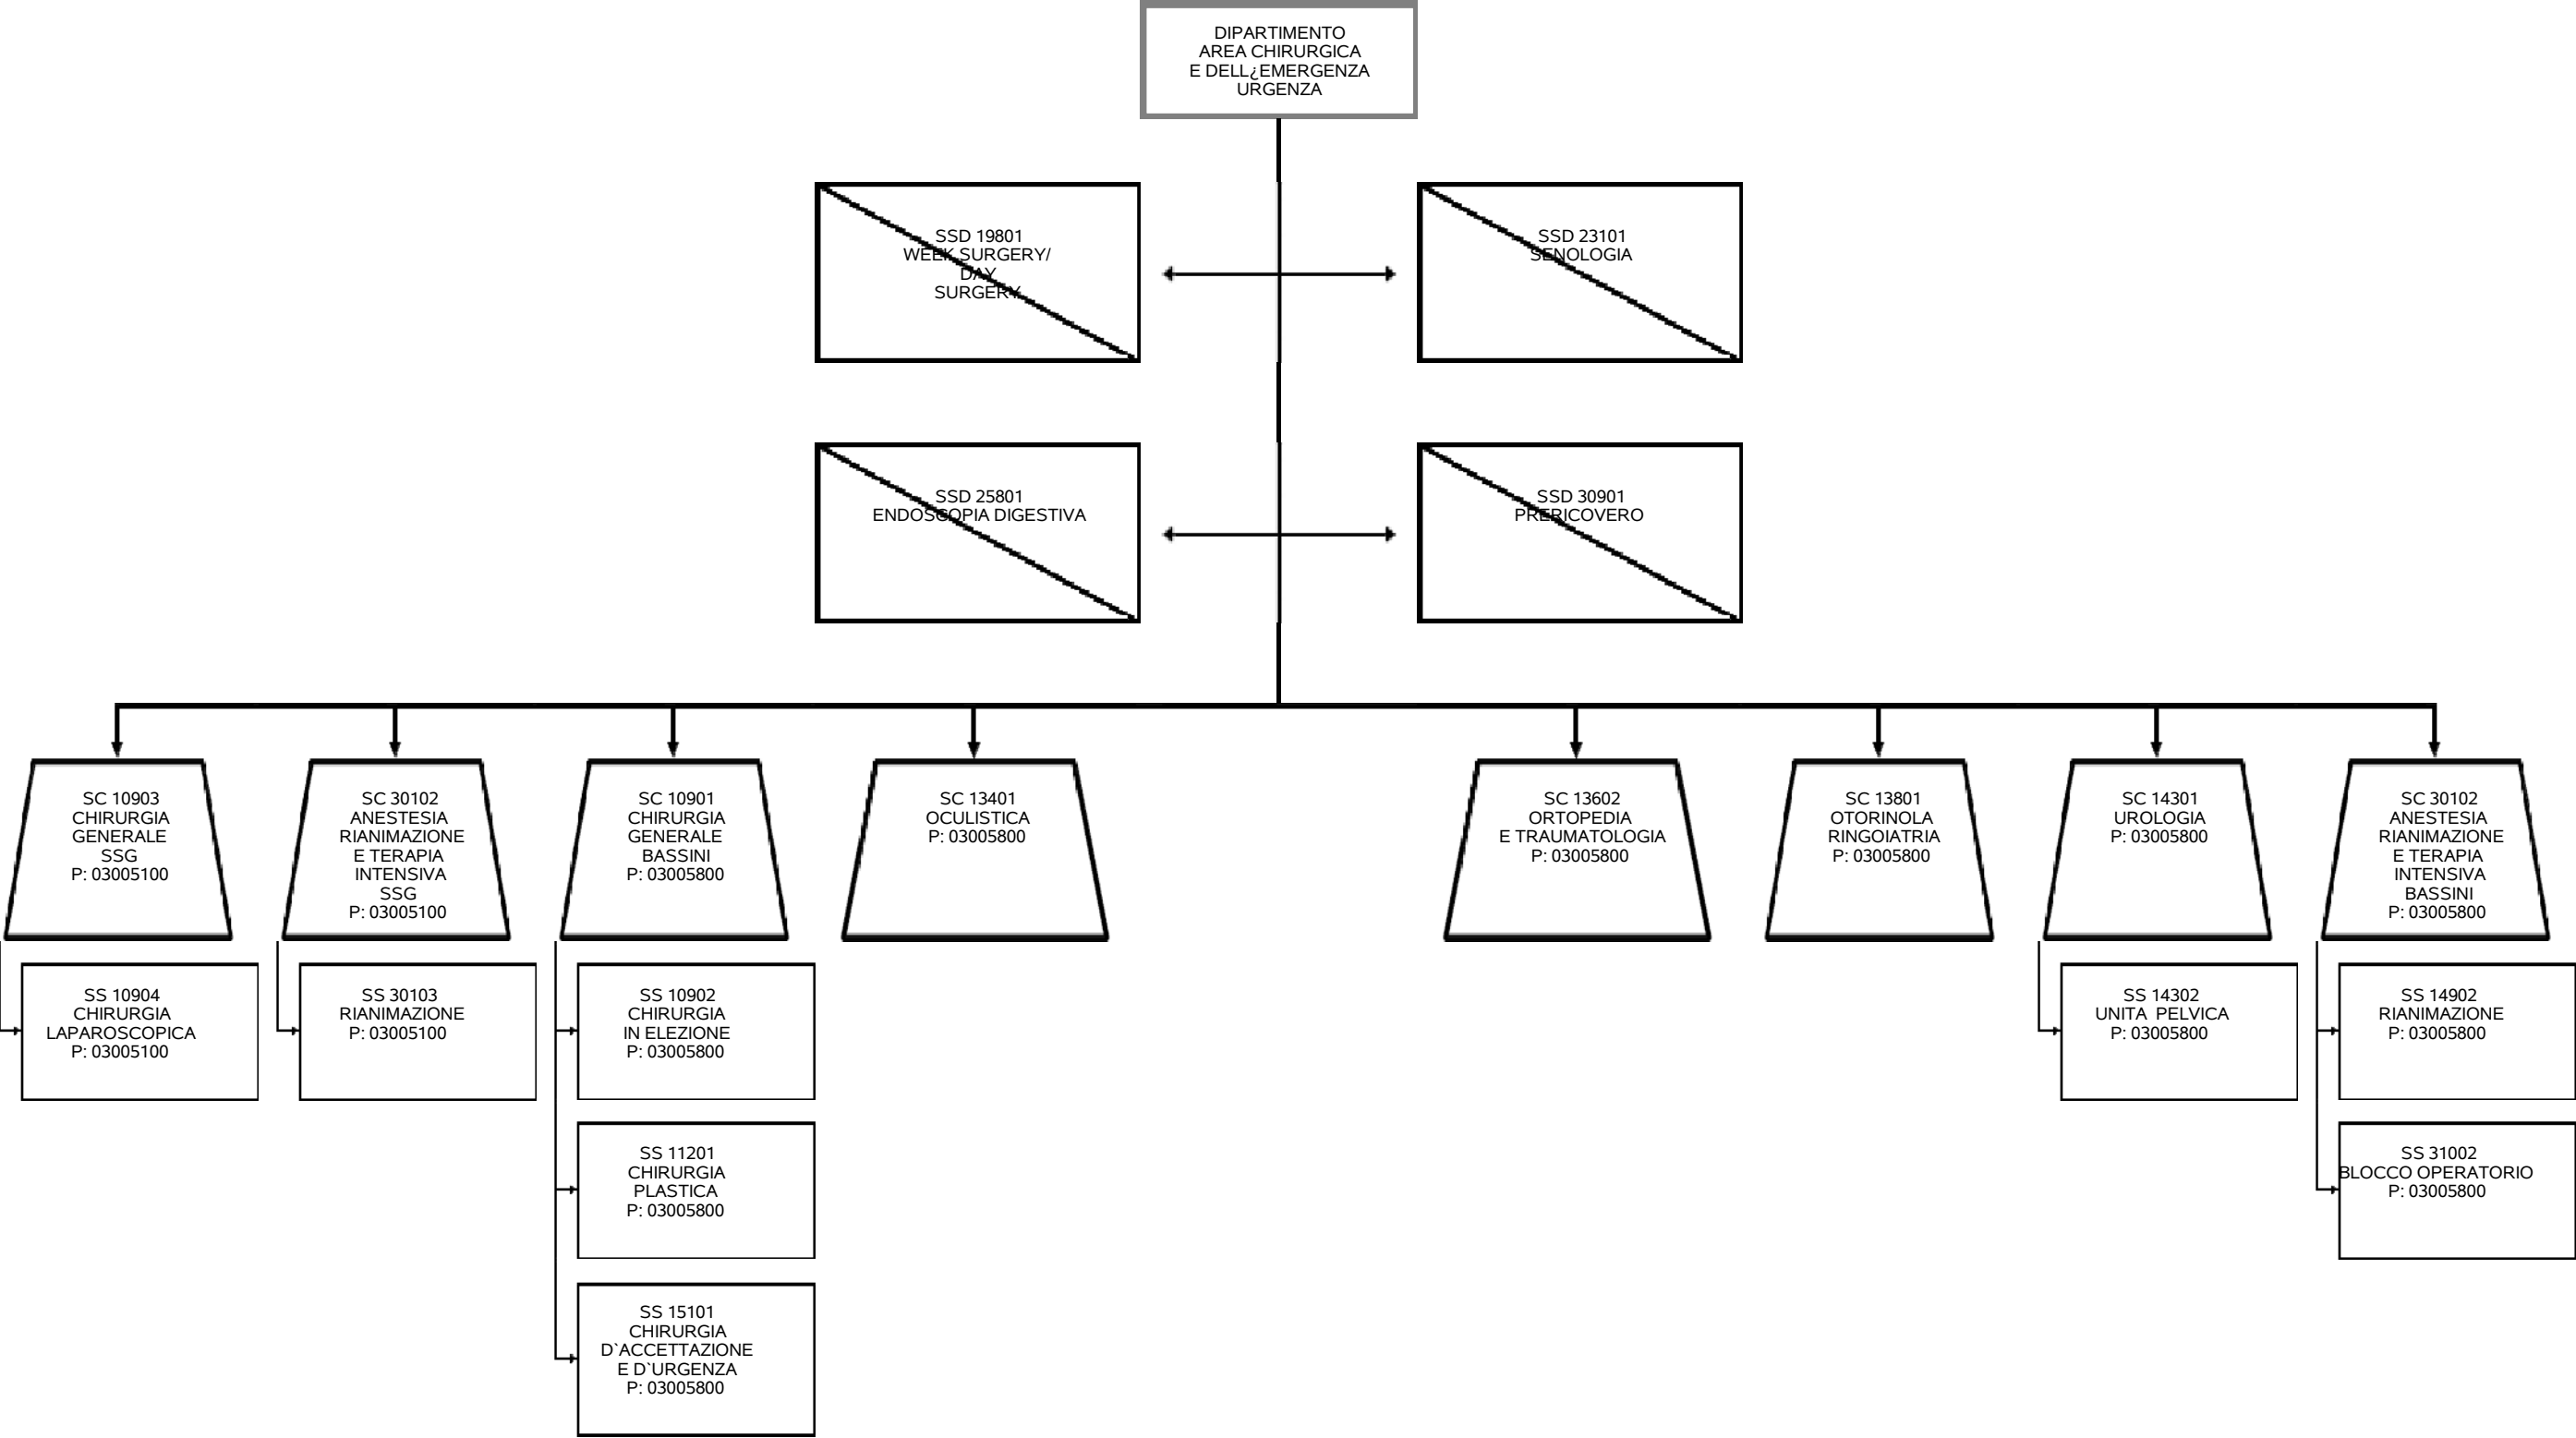 DIPARTIMENTO
AREA CHIRURGICA
E DELL¿EMERGENZA
URGENZA
SSD 19801
WEEK SURGERY/
DAY
SURGERY
SSD 23101
SENOLOGIA
SSD 25801
ENDOSCOPIA DIGESTIVA
SSD 30901
PRERICOVERO
SC 10903
CHIRURGIA
GENERALE
SSG
P: 03005100
SC 30102
ANESTESIA
RIANIMAZIONE
E TERAPIA
INTENSIVA
SSG
P: 03005100
SC 10901
CHIRURGIA
GENERALE
BASSINI
P: 03005800
SC 13401
OCULISTICA
P: 03005800
SC 13602
ORTOPEDIA
E TRAUMATOLOGIA
P: 03005800
SC 13801
OTORINOLA
RINGOIATRIA
P: 03005800
SC 14301
UROLOGIA
P: 03005800
SC 30102
ANESTESIA
RIANIMAZIONE
E TERAPIA
INTENSIVA
BASSINI
P: 03005800
SS 10904
CHIRURGIA
LAPAROSCOPICA
P: 03005100
SS 30103
RIANIMAZIONE
P: 03005100
SS 10902
CHIRURGIA
IN ELEZIONE
P: 03005800
SS 14302
UNITA  PELVICA
P: 03005800
SS 14902
RIANIMAZIONE
P: 03005800
SS 11201
CHIRURGIA
PLASTICA
P: 03005800
SS 31002
BLOCCO OPERATORIO
P: 03005800
SS 15101
CHIRURGIA
D`ACCETTAZIONE
E D`URGENZA
P: 03005800